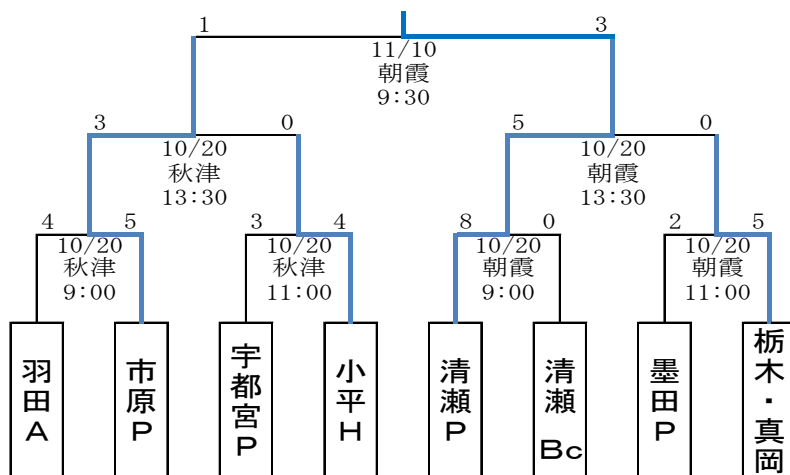 1 3
11/10
朝霞
9:30
3 0 5 0
10/20 10/20
秋津 朝霞
13:30 13:30
4 5 3 4 8 0 2 5
10/20 10/20 10/20 10/20
秋津 秋津 朝霞 朝霞
9:00 11:00 9:00 11:00
羽田A
市原P
宇都宮P
小平H
清瀬P
清瀬Bc
墨田P
栃木・真岡